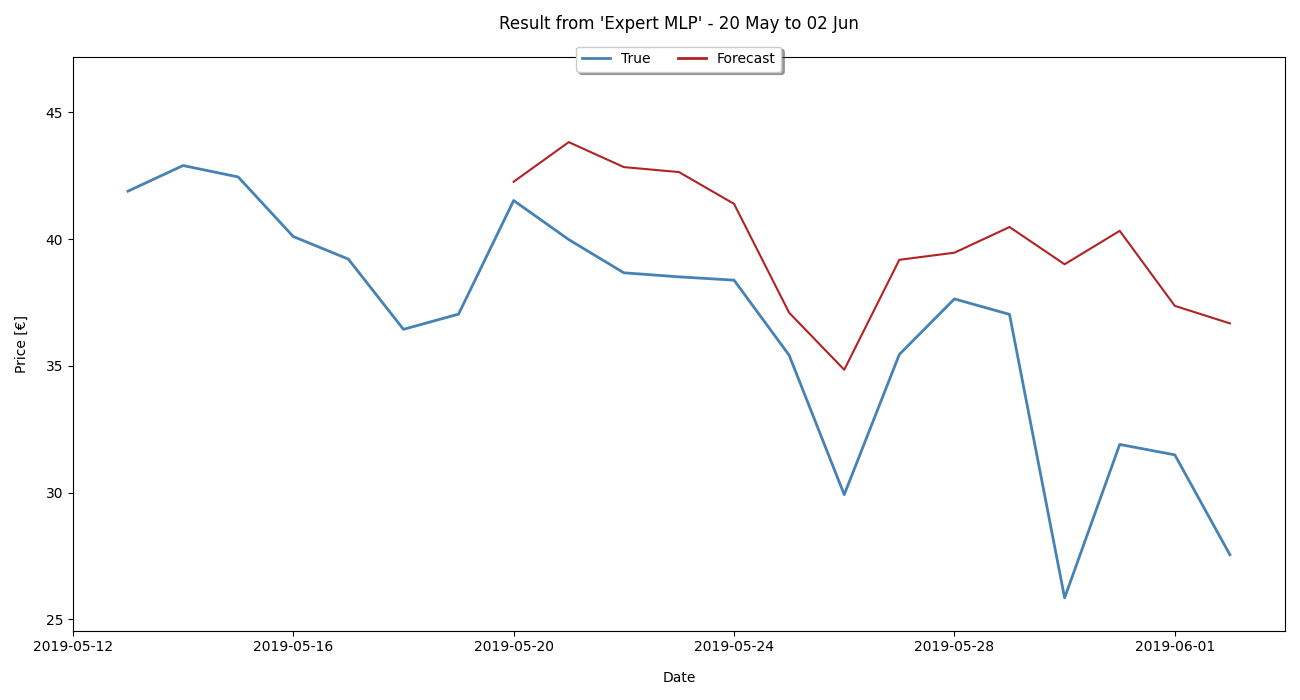 Result from 'Expert MLP' - 20 May to 02 Jun
True Forecast
45
40
35
30
25
Price [€]
2019-05-12 2019-05-16 2019-05-20 2019-05-24 2019-05-28 2019-06-01
Date